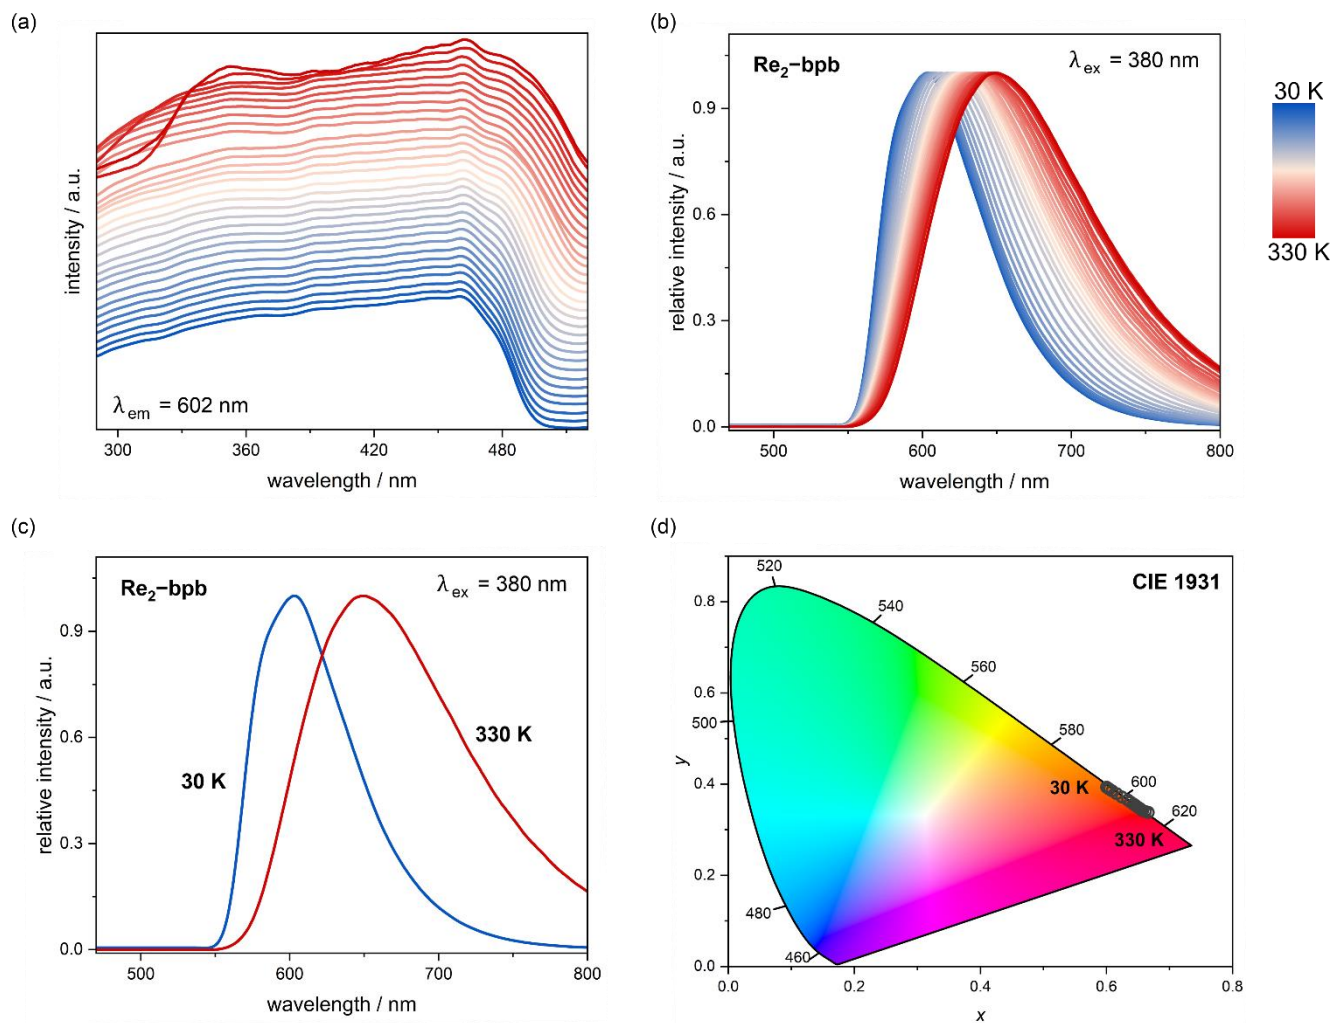 (a)
intensity / a.u.
λem = 602 nm
300 360 420 480
wavelength / nm
(b)
Re₂−bpb
λex = 380 nm
0.9
0.6
0.3
0.0
relative intensity / a.u.
500 600 700 800
wavelength / nm
30 K
330 K
(c)
Re₂−bpb
λex = 380 nm
0.9
0.6
0.3
0.0
relative intensity / a.u.
30 K
330 K
500 600 700 800
wavelength / nm
(d)
CIE 1931
520
540
560
580
600
620
500
480
460
30 K
330 K
0.8
0.6
0.4
0.2
0.0
y
0.0 0.2 0.4 0.6 0.8
x